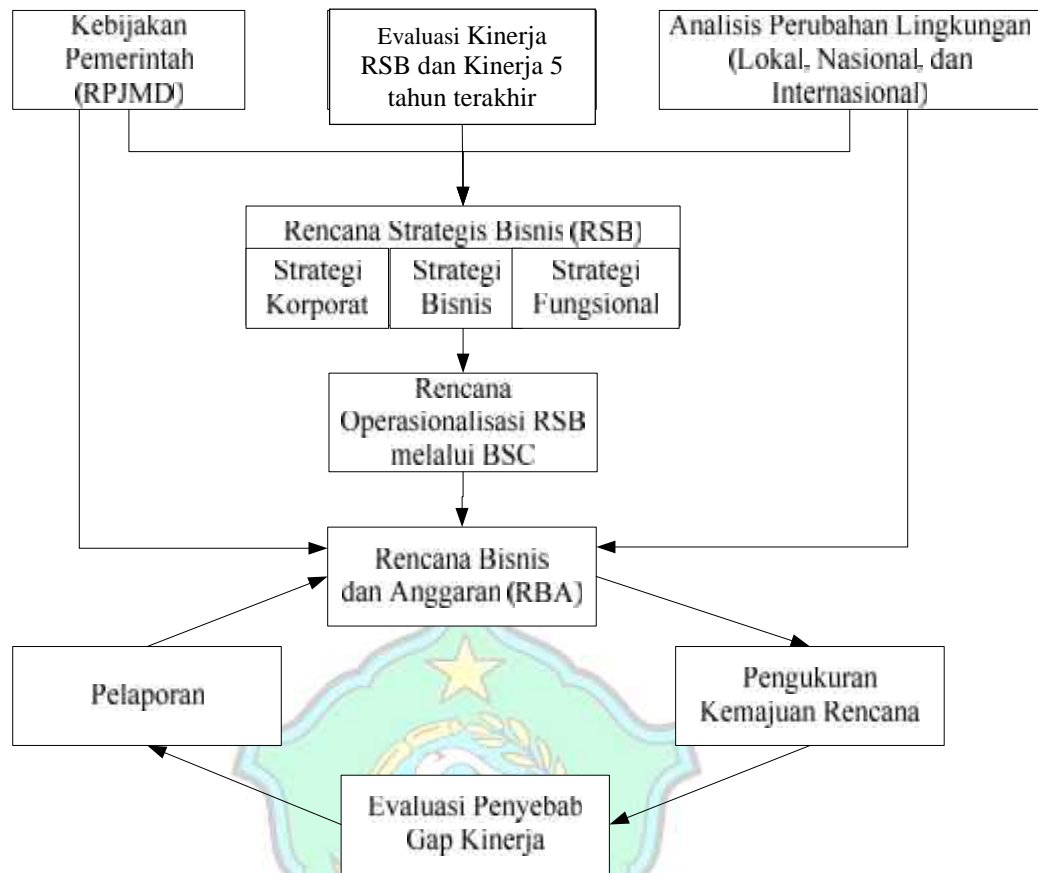 Kebijakan
Pemerintah
(RPJMD)
Evaluasi Kinerja
RSB dan Kinerja 5
tahun terakhir
Analisis Perubahan Lingkungan
(Lokal, Nasional, dan
Internasional)
Rencana Strategis Bisnis (RSB)
Strategi
Korporat
Strategi
Bisnis
Strategi
Fungsional
Rencana
Operasionalisasi RSB
melalui BSC
Rencana Bisnis
dan Anggaran (RBA)
Pelaporan
Pengukuran
Kemajuan Rencana
Evaluasi Penyebab
Gap Kinerja